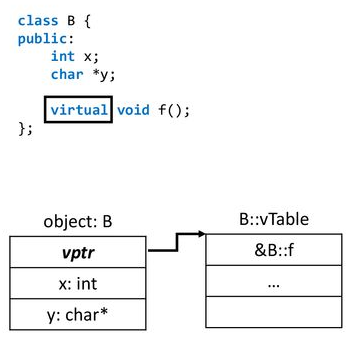 class B {
public:
int x;
char *y;
virtual void f();
};
object: B
vptr
x: int
y: char*
B::vTable
&B::f
...